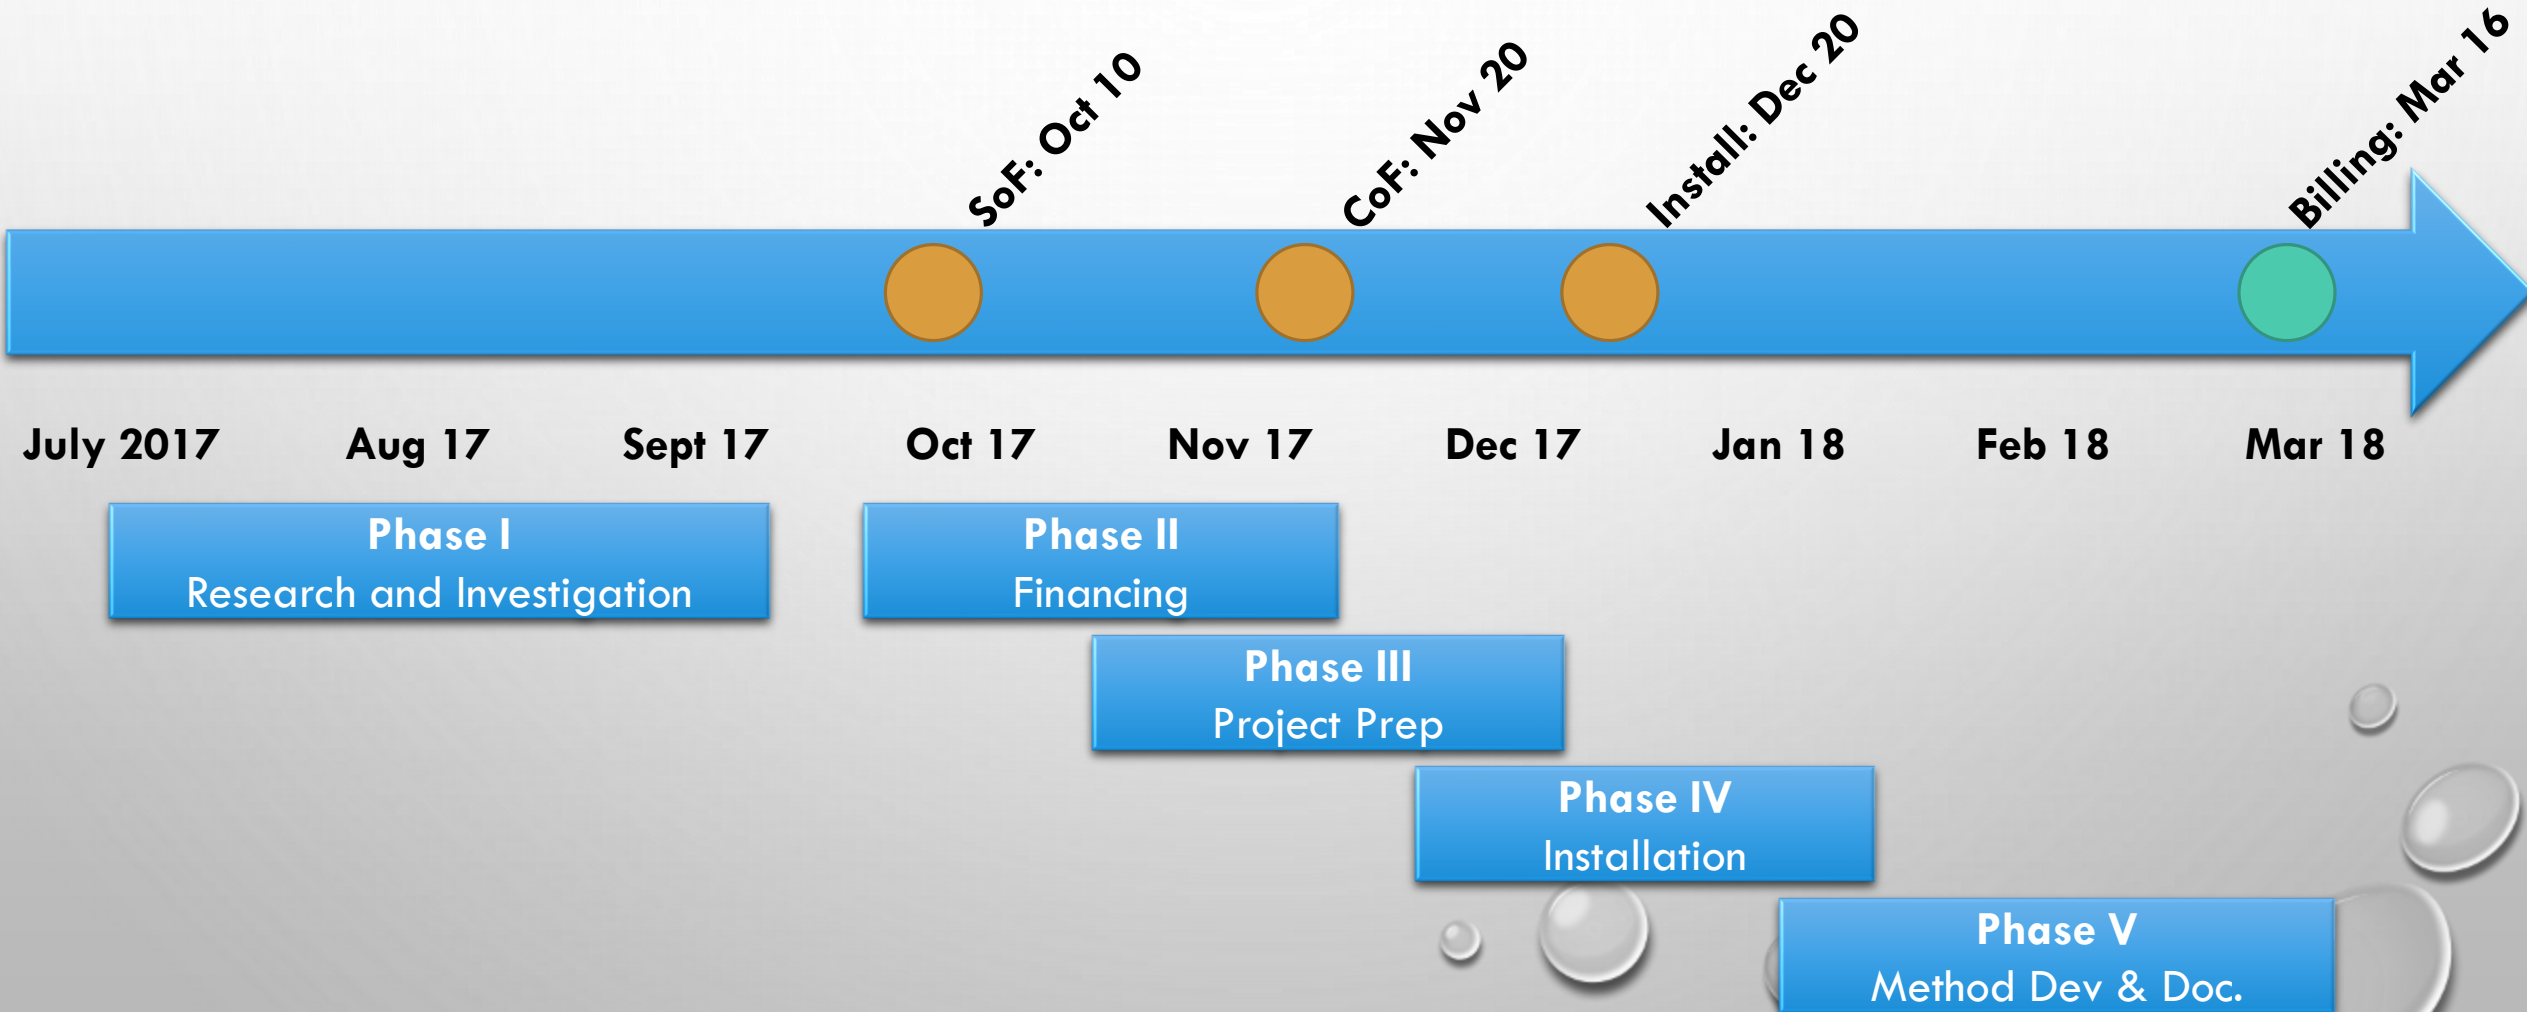 SoF: Oct 10
CoF: Nov 20
Install: Dec 20
Billing: Mar 16
July 2017
Aug 17
Sept 17
Oct 17
Nov 17
Dec 17
Jan 18
Feb 18
Mar 18
Phase I
Research and Investigation
Phase II
Financing
Phase III
Project Prep
Phase IV
Installation
Phase V
Method Dev & Doc.